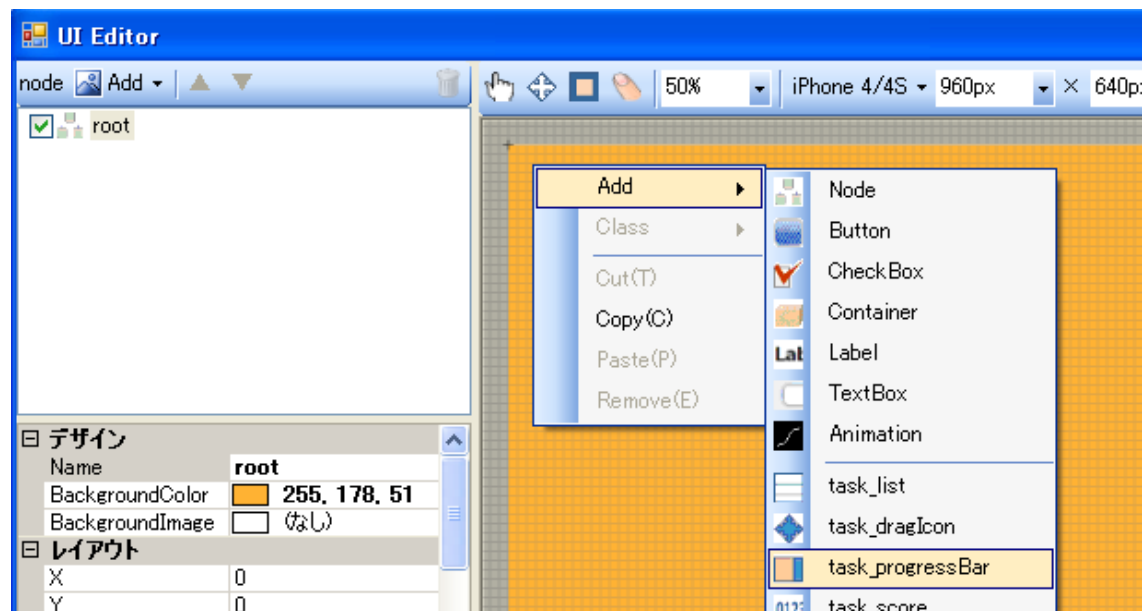 UI Editor
node Add
50% iPhone 4/4S 960px × 640p
root
Add
Class
Cut(T)
Copy(C)
Paste(P)
Remove(E)
Node
Button
CheckBox
Container
Lab Label
TextBox
Animation
task_list
task_dragIcon
task_progressBar
0123 task_score
デザイン
Name root
BackgroundColor 255, 178, 51
BackgroundImage (なし)
レイアウト
X 0
Y 0